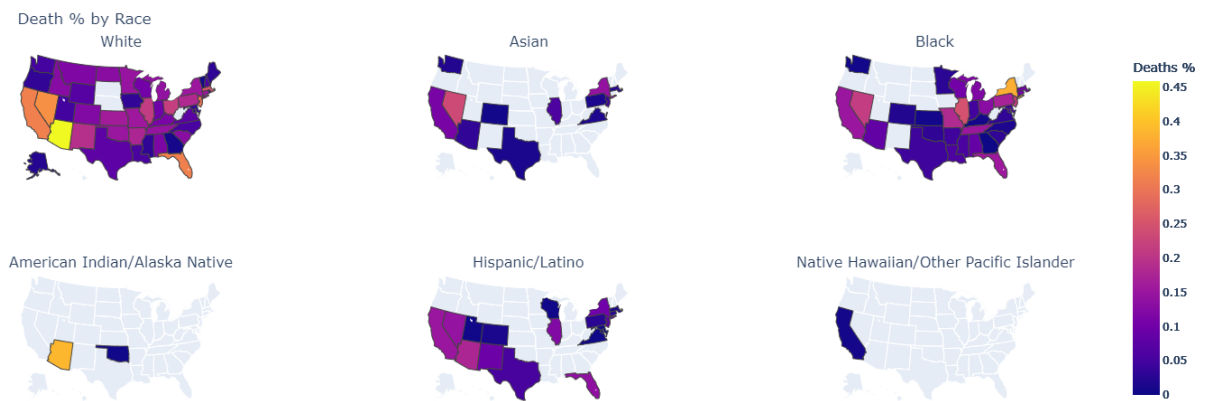 Death % by Race
White
Asian
Black
Deaths %
0.45
0.4
0.35
0.3
0.25
0.2
0.15
0.1
0.05
0
American Indian/Alaska Native
Hispanic/Latino
Native Hawaiian/Other Pacific Islander